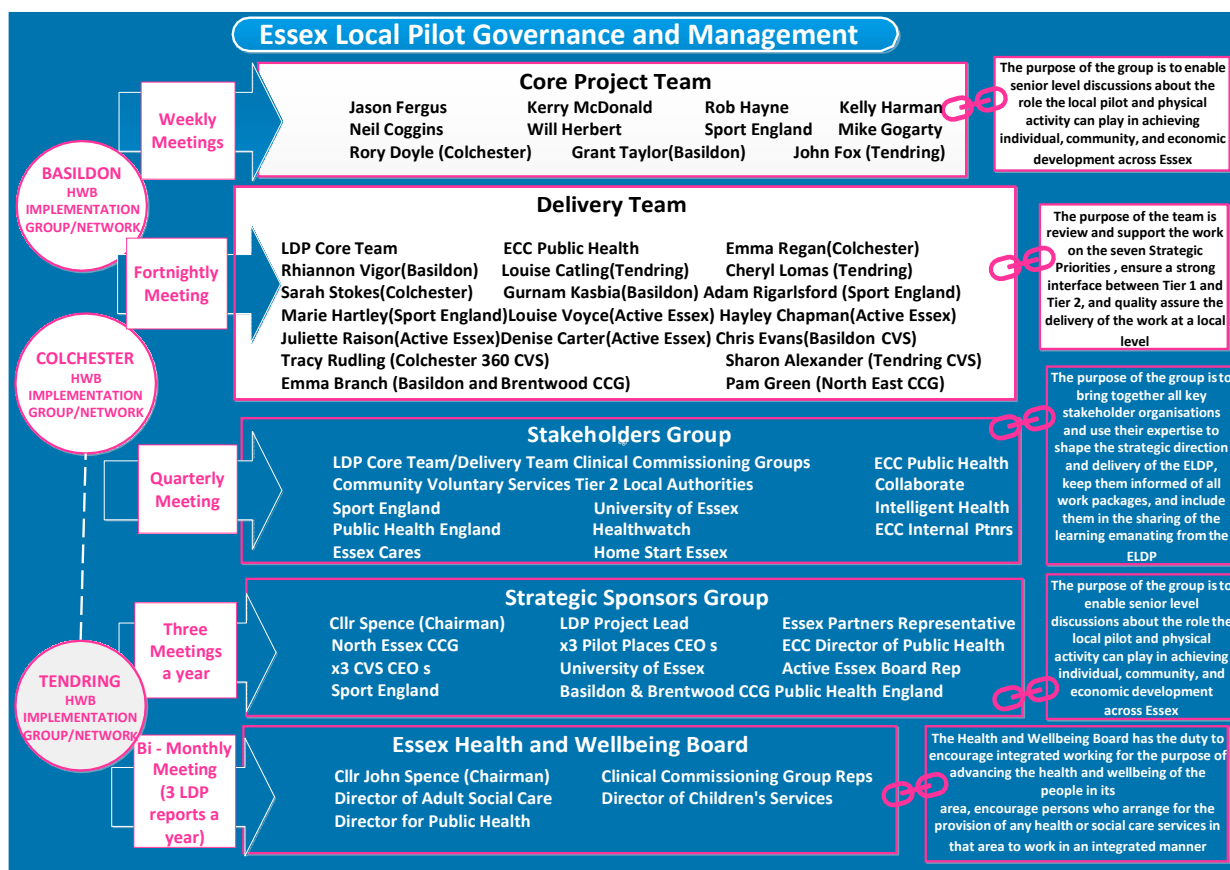 Essex Local Pilot Governance and Management
Weekly
Meetings
Core Project Team
Jason Fergus Kerry McDonald Rob Hayne Kelly Harman
Neil Coggins Will Herbert Sport England Mike Gogarty
Rory Doyle (Colchester) Grant Taylor(Basildon) John Fox (Tendring)
The purpose of the group is to enable
senior level discussions about the
role the local pilot and physical
activity can play in achieving
individual, community, and economic
development across Essex
BASILDON
HWB
IMPLEMENTATION
GROUP/NETWORK
Fortnightly
Meeting
Delivery Team
LDP Core Team ECC Public Health Emma Regan(Colchester)
Rhiannon Vigor(Basildon) Louise Catling(Tendring) Cheryl Lomas (Tendring)
Sarah Stokes(Colchester) Gurnam Kasbia(Basildon) Adam Rigarlsford (Sport England)
Marie Hartley(Sport England)Louise Voyce(Active Essex) Hayley Chapman(Active Essex)
Juliette Raison(Active Essex)Denise Carter(Active Essex) Chris Evans(Basildon CVS)
Tracy Rudling (Colchester 360 CVS) Sharon Alexander (Tendring CVS)
Emma Branch (Basildon and Brentwood CCG) Pam Green (North East CCG)
The purpose of the team is
review and support the work
on the seven Strategic
Priorities , ensure a strong
interface between Tier 1 and
Tier 2, and quality assure the
delivery of the work at a local
level
COLCHESTER
HWB
IMPLEMENTATION
GROUP/NETWORK
Quarterly
Meeting
Stakeholders Group
LDP Core Team/Delivery Team Clinical Commissioning Groups ECC Public Health
Community Voluntary Services Tier 2 Local Authorities Collaborate
Sport England University of Essex Intelligent Health
Public Health England Healthwatch ECC Internal Ptnrs
Essex Cares Home Start Essex
The purpose of the group is to
bring together all key
stakeholder organisations
and use their expertise to
shape the strategic direction
and delivery of the ELDP,
keep them informed of all
work packages, and include
them in the sharing of the
learning emanating from the
ELDP
Three
Meetings
a year
Strategic Sponsors Group
Cllr Spence (Chairman) LDP Project Lead Essex Partners Representative
North Essex CCG x3 Pilot Places CEO s ECC Director of Public Health
x3 CVS CEO s University of Essex Active Essex Board Rep
Sport England Basildon & Brentwood CCG Public Health England
The purpose of the group is to
enable senior level
discussions about the role the
local pilot and physical
activity can play in achieving
individual, community, and
economic development
across Essex
TENDRING
HWB
IMPLEMENTATION
GROUP/NETWORK
Bi - Monthly
Meeting
(3 LDP
reports a
year)
Essex Health and Wellbeing Board
Cllr John Spence (Chairman) Clinical Commissioning Group Reps
Director of Adult Social Care Director of Children's Services
Director for Public Health
The Health and Wellbeing Board has the duty to
encourage integrated working for the purpose of
advancing the health and wellbeing of the
people in its
area, encourage persons who arrange for the
provision of any health or social care services in
that area to work in an integrated manner